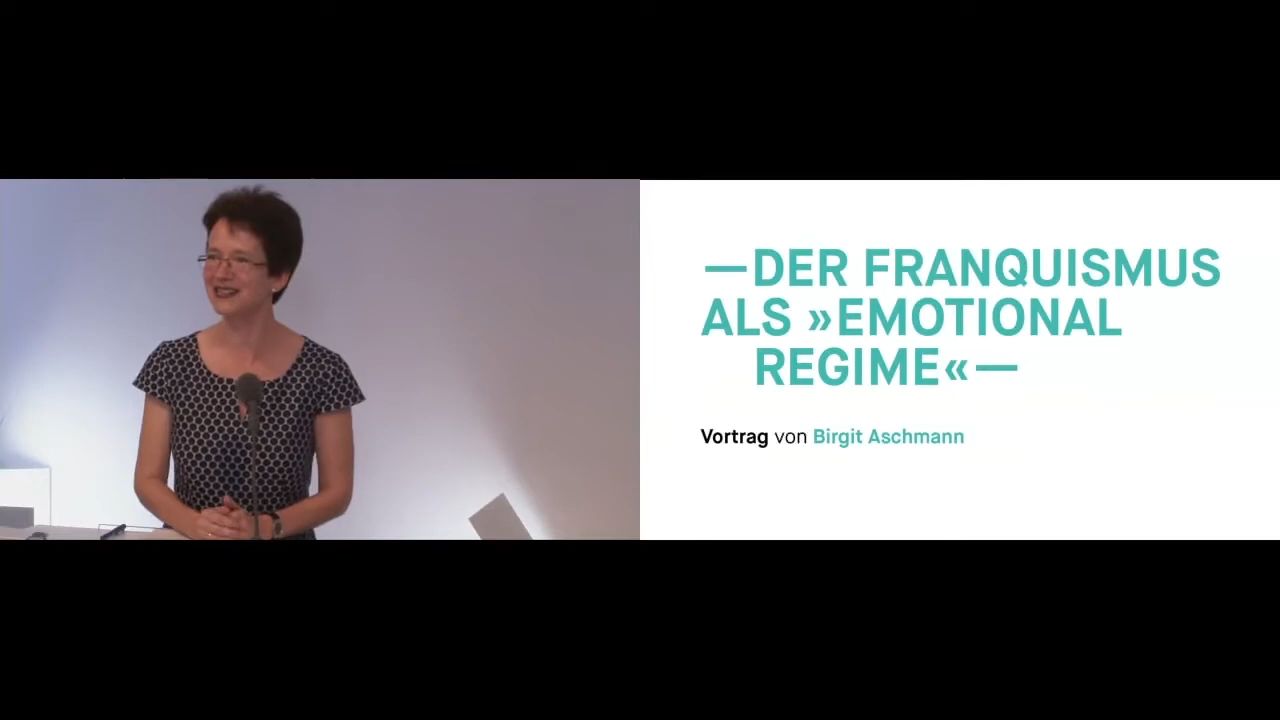 —DER FRANQUISMUS
ALS »EMOTIONAL
REGIME«—
Vortrag von Birgit Aschmann